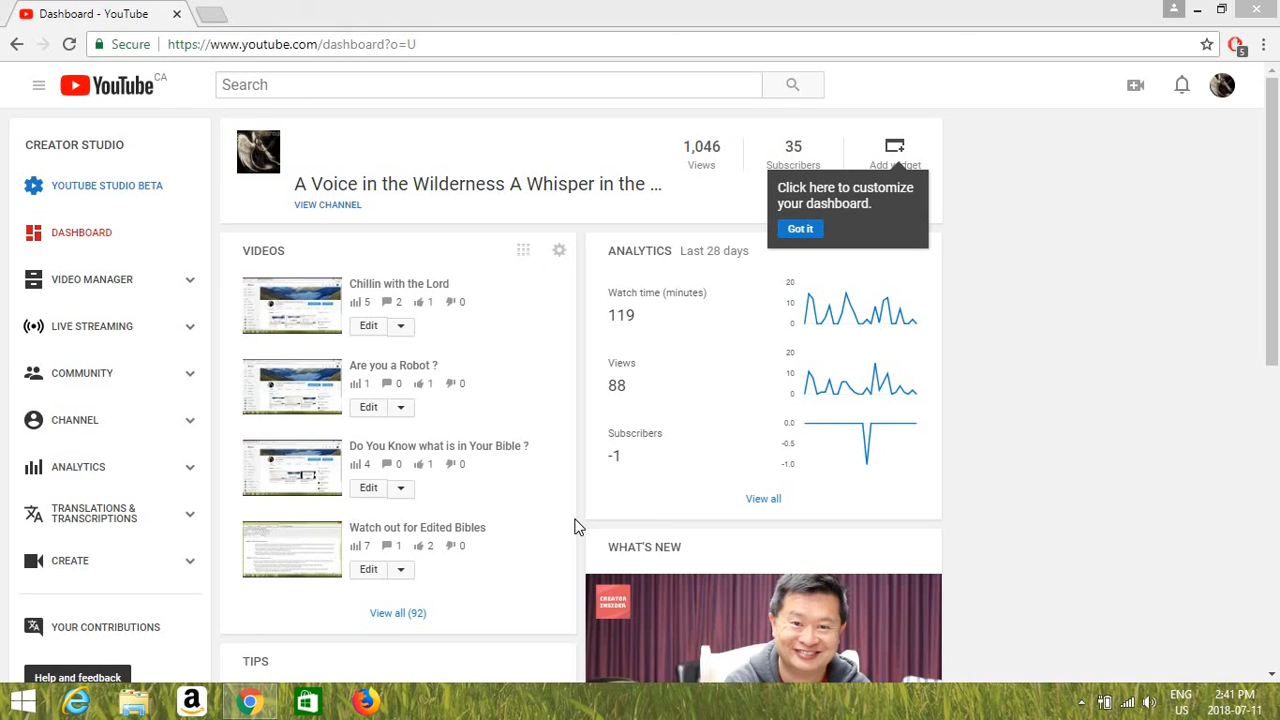 Dashboard - YouTube
Secure
https://www.youtube.com/dashboard?o=U
5
YouTube CA
Search
CREATOR STUDIO
YOUTUBE STUDIO BETA
DASHBOARD
VIDEO MANAGER
LIVE STREAMING
COMMUNITY
CHANNEL
ANALYTICS
TRANSLATIONS &
TRANSCRIPTIONS
CREATE
YOUR CONTRIBUTIONS
Help and feedback
A Voice in the Wilderness A Whisper in the ...
VIEW CHANNEL
1,046
Views
35
Subscribers
Add widget
Click here to customize
your dashboard.
Got it
VIDEOS
Chillin with the Lord
5 2 1 0
Edit
Are you a Robot ?
1 0 0 0
Edit
Do You Know what is in Your Bible ?
4 0 1 0
Edit
Watch out for Edited Bibles
7 1 2 0
Edit
View all (92)
TIPS
ANALYTICS Last 28 days
Watch time (minutes)
119
20
10
0
Views
88
20
10
0
Subscribers
-1
0.0
-0.5
-1.0
View all
WHAT'S NEW
CREATOR
INSIDER
ENG
US
2:41 PM
2018-07-11